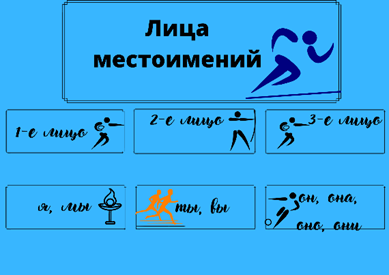 Лица
местоимений
1-е лицо
2-е лицо
3-е лицо
я, мы
ты, вы
он, она,
оно, они